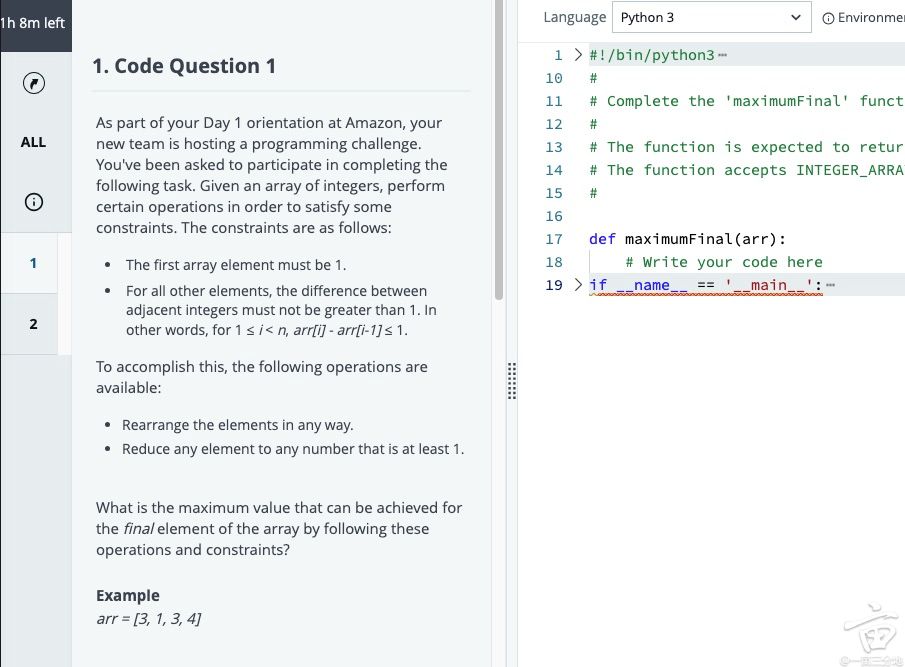 1h 8m left
ALL
1
2
1. Code Question 1
As part of your Day 1 orientation at Amazon, your
new team is hosting a programming challenge.
You've been asked to participate in completing the
following task. Given an array of integers, perform
certain operations in order to satisfy some
constraints. The constraints are as follows:
• The first array element must be 1.
• For all other elements, the difference between
adjacent integers must not be greater than 1. In
other words, for 1 ≤ i < n, arr[i] - arr[i-1] ≤ 1.
To accomplish this, the following operations are
available:
• Rearrange the elements in any way.
• Reduce any element to any number that is at least 1.
What is the maximum value that can be achieved for
the final element of the array by following these
operations and constraints?
Example
arr = [3, 1, 3, 4]
Language Python 3 Environme
1 #!/bin/python3
10 #
11 # Complete the 'maximumFinal' funct
12 #
13 # The function is expected to retur
14 # The function accepts INTEGER_ARRA
15 #
16
17 def maximumFinal(arr):
18 # Write your code here
19 if __name__ == '__main__':